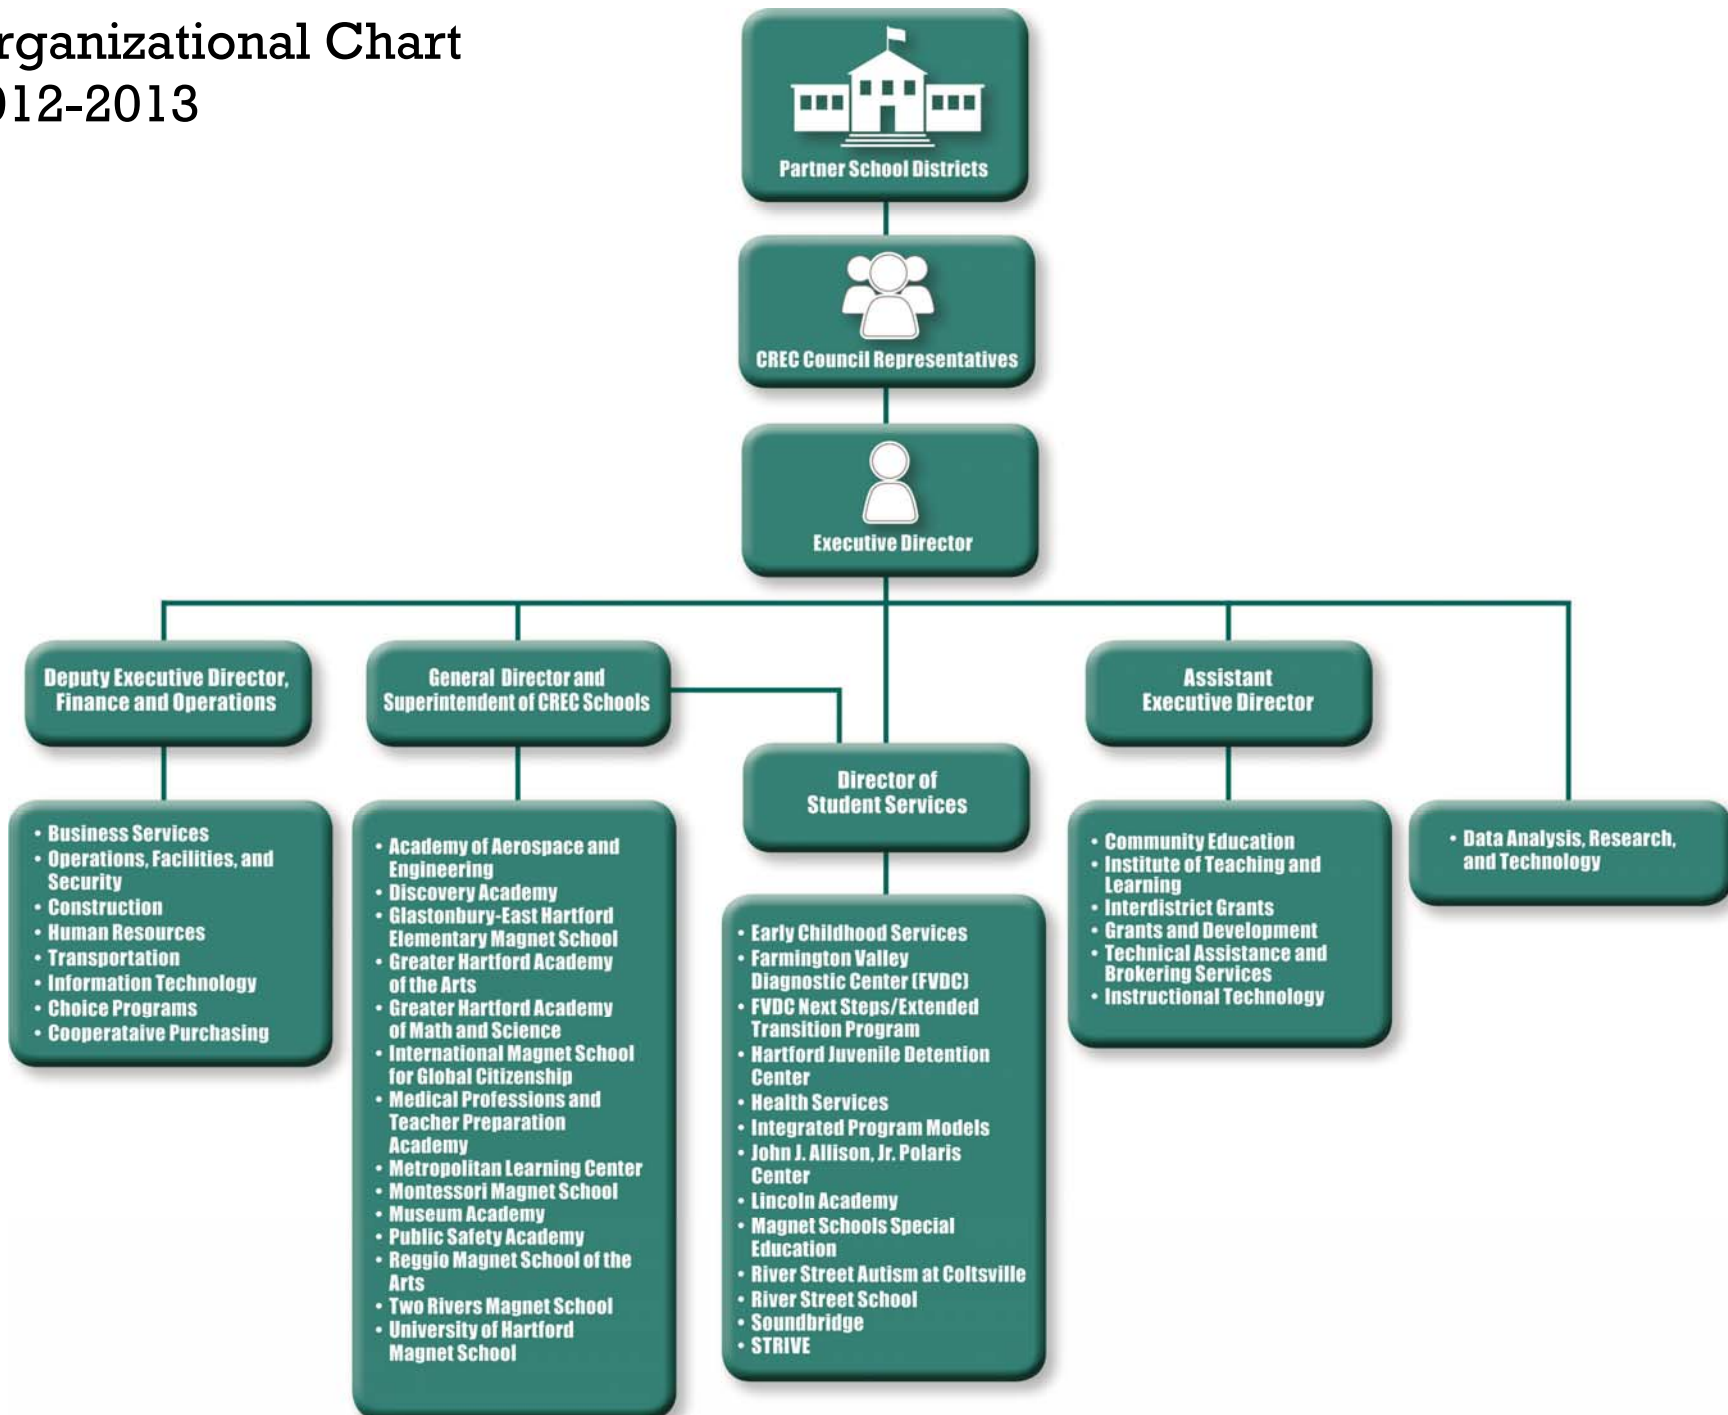 rganizational Chart
012-2013
Partner School Districts
CREC Council Representatives
Executive Director
Deputy Executive Director,
Finance and Operations
General Director and
Superintendent of CREC Schools
Assistant
Executive Director
Director of
Student Services
• Business Services
• Operations, Facilities, and
Security
• Construction
• Human Resources
• Transportation
• Information Technology
• Choice Programs
• Cooperataive Purchasing
• Academy of Aerospace and
Engineering
• Discovery Academy
• Glastonbury-East Hartford
Elementary Magnet School
• Greater Hartford Academy
of the Arts
• Greater Hartford Academy
of Math and Science
• International Magnet School
for Global Citizenship
• Medical Professions and
Teacher Preparation
Academy
• Metropolitan Learning Center
• Montessori Magnet School
• Museum Academy
• Public Safety Academy
• Reggio Magnet School of the
Arts
• Two Rivers Magnet School
• University of Hartford
Magnet School
• Early Childhood Services
• Farmington Valley
Diagnostic Center (FVDC)
• FVDC Next Steps/Extended
Transition Program
• Hartford Juvenile Detention
Center
• Health Services
• Integrated Program Models
• John J. Allison, Jr. Polaris
Center
• Lincoln Academy
• Magnet Schools Special
Education
• River Street Autism at Coltsville
• River Street School
• Soundbridge
• STRIVE
• Community Education
• Institute of Teaching and
Learning
• Interdistrict Grants
• Grants and Development
• Technical Assistance and
Brokering Services
• Instructional Technology
• Data Analysis, Research,
and Technology